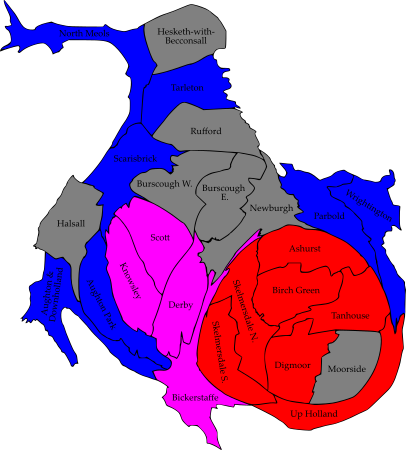 Hesketh-with-
Becconsall
North Meols
Tarleton
Rufford
Scarisbrick
Burscough W.
Burscough
E.
Newburgh
Wrightington
Parbold
Halsall
Scott
Ashurst
Knowsley
Derby
Aughton &
Downholland
Aughton Park
Skelmersdale N.
Birch Green
Tanhouse
Skelmersdale S.
Digmoor
Moorside
Bickerstaffe
Up Holland